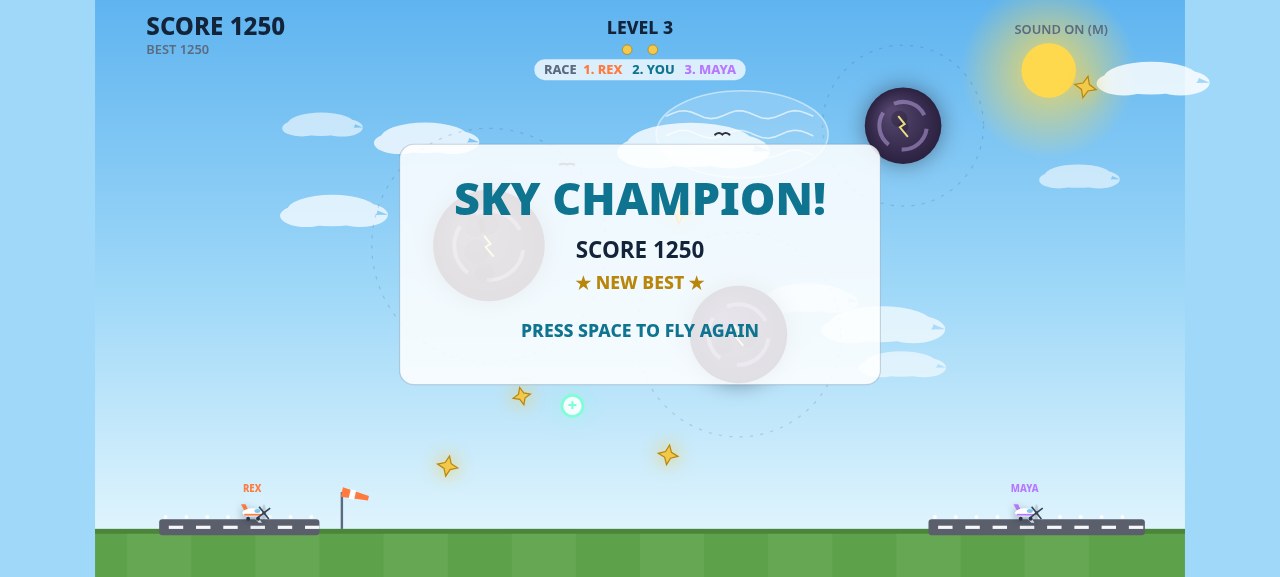 SCORE 1250
BEST 1250
LEVEL 3
RACE 1. REX 2. YOU 3. MAYA
SOUND ON (M)
SKY CHAMPION!
SCORE 1250
★ NEW BEST ★
PRESS SPACE TO FLY AGAIN
REX
MAYA